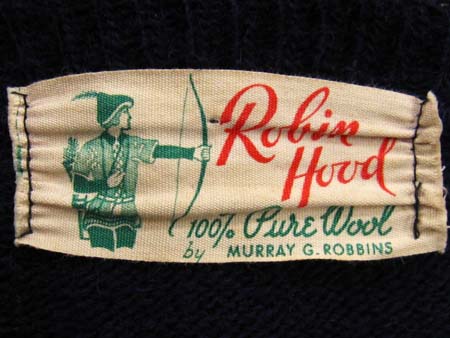 Robin
Hood
100% Pure Wool
by MURRAY G. ROBBINS